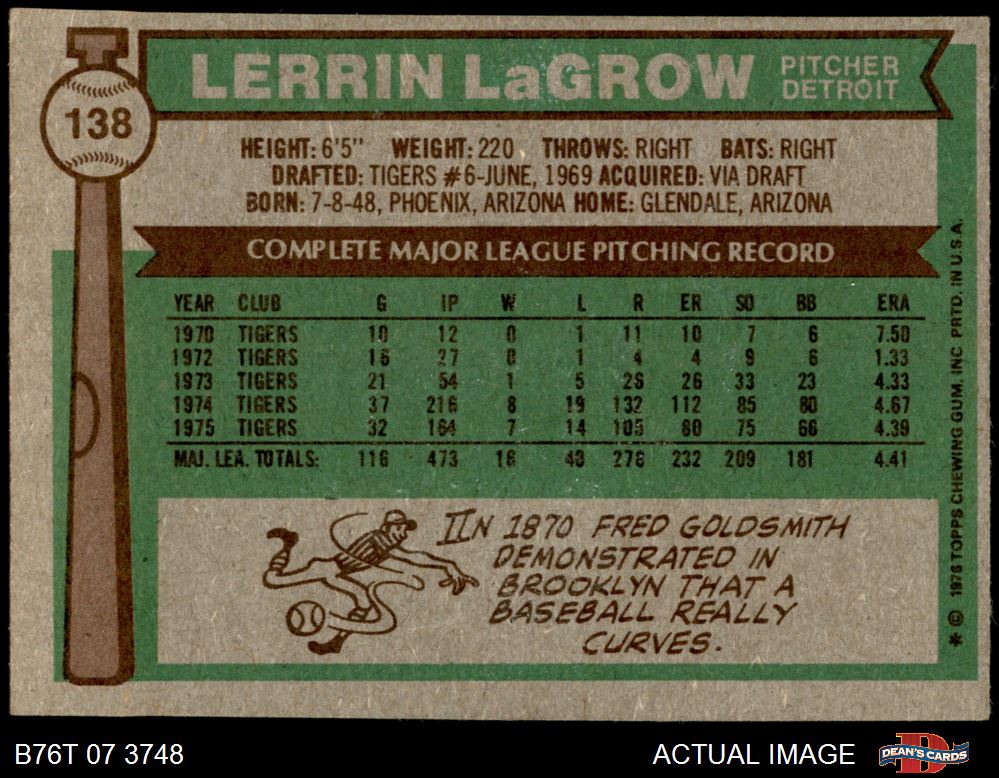 138
LERRIN LaGROW
PITCHER
DETROIT
HEIGHT: 6'5" WEIGHT: 220 THROWS: RIGHT BATS: RIGHT
DRAFTED: TIGERS #6-JUNE, 1969 ACQUIRED: VIA DRAFT
BORN: 7-8-48, PHOENIX, ARIZONA HOME: GLENDALE, ARIZONA
COMPLETE MAJOR LEAGUE PITCHING RECORD
YEAR CLUB G IP W L R ER SO BB ERA
1970 TIGERS 10 12 0 1 11 10 7 6 7.50
1972 TIGERS 16 27 0 1 4 4 9 6 1.33
1973 TIGERS 21 54 1 5 26 26 33 23 4.33
1974 TIGERS 37 216 8 19 132 112 85 80 4.67
1975 TIGERS 32 164 7 14 105 80 75 66 4.39
MAJ. LEA. TOTALS: 116 473 16 40 278 232 209 181 4.41
IN 1870 FRED GOLDSMITH
DEMONSTRATED IN
BROOKLYN THAT A
BASEBALL REALLY
CURVES.
* © 1976 TOPPS CHEWING GUM, INC PRTD. IN U.S.A.
B76T 07 3748
ACTUAL IMAGE
D
DEAN'S CARDS